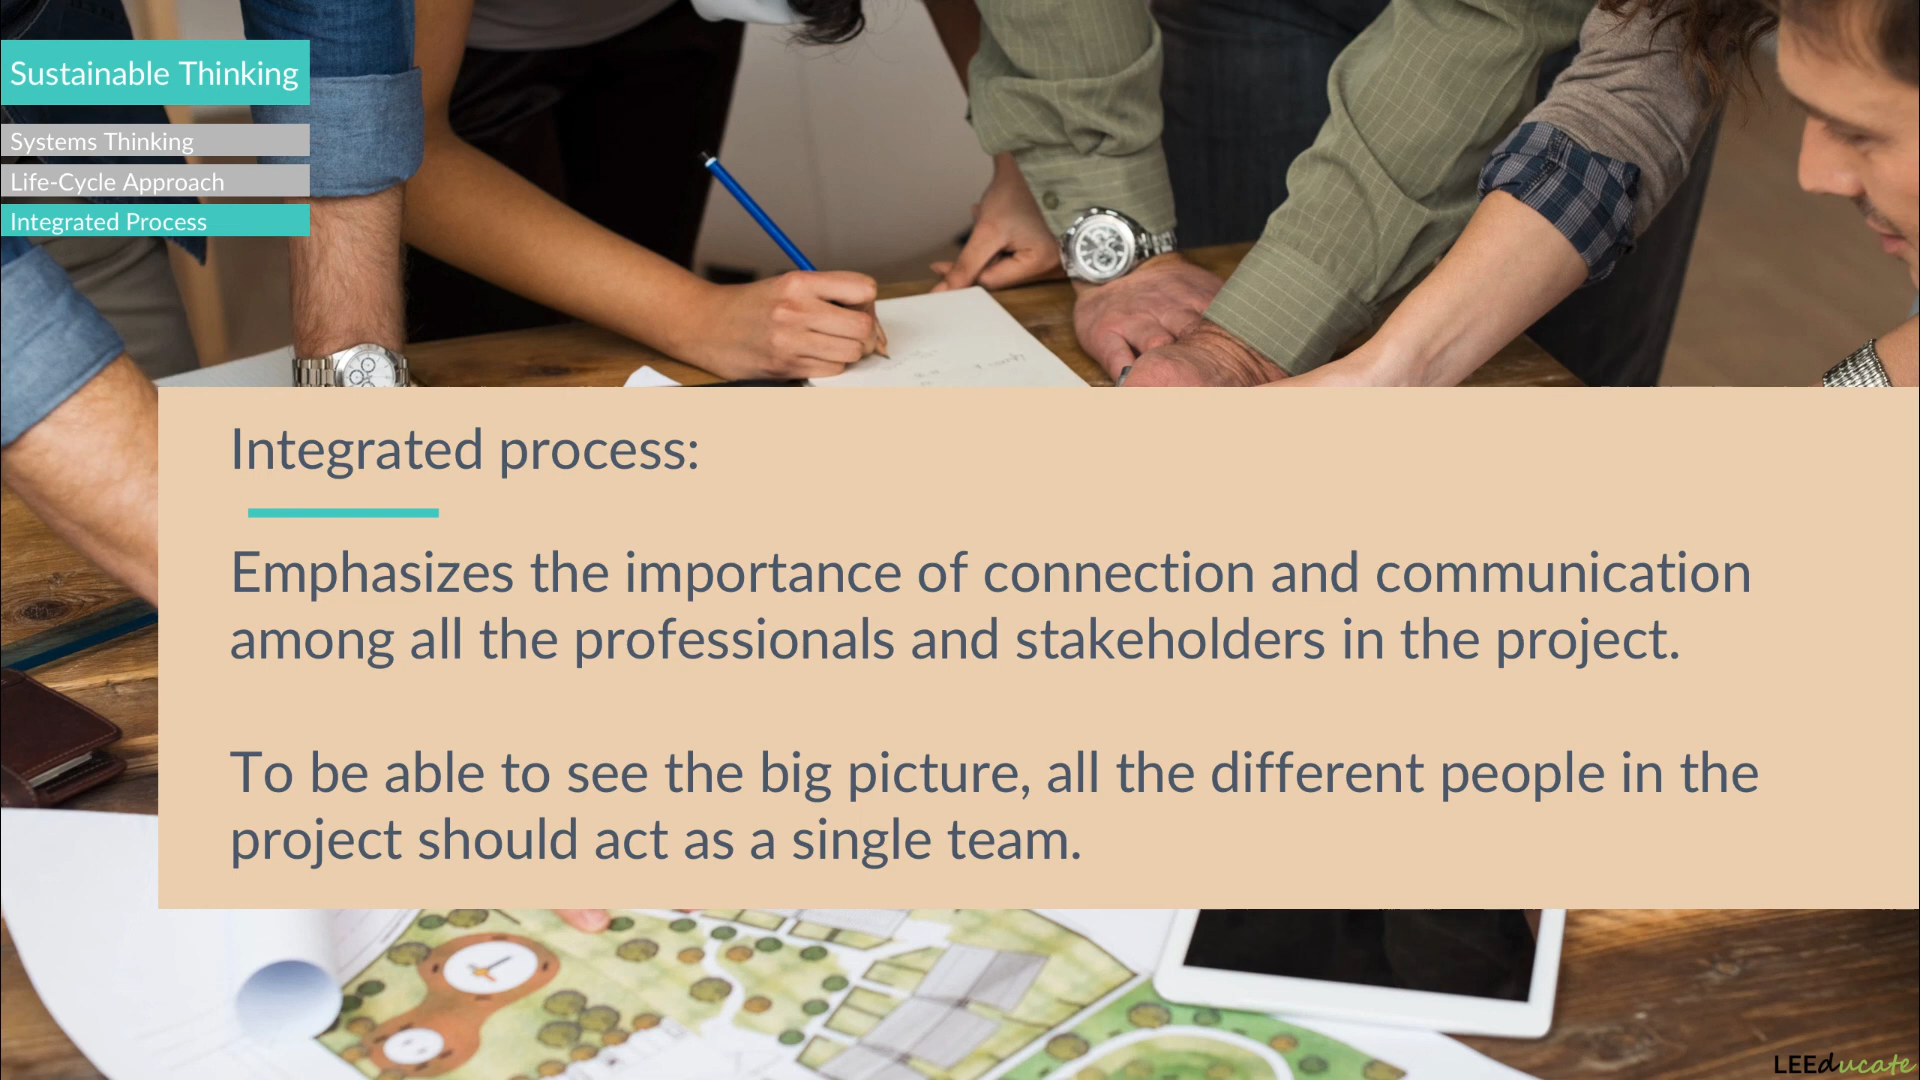 Sustainable Thinking
Systems Thinking
Life-Cycle Approach
Integrated Process
Integrated process:
Emphasizes the importance of connection and communication
among all the professionals and stakeholders in the project.
To be able to see the big picture, all the different people in the
project should act as a single team.
LEEducate